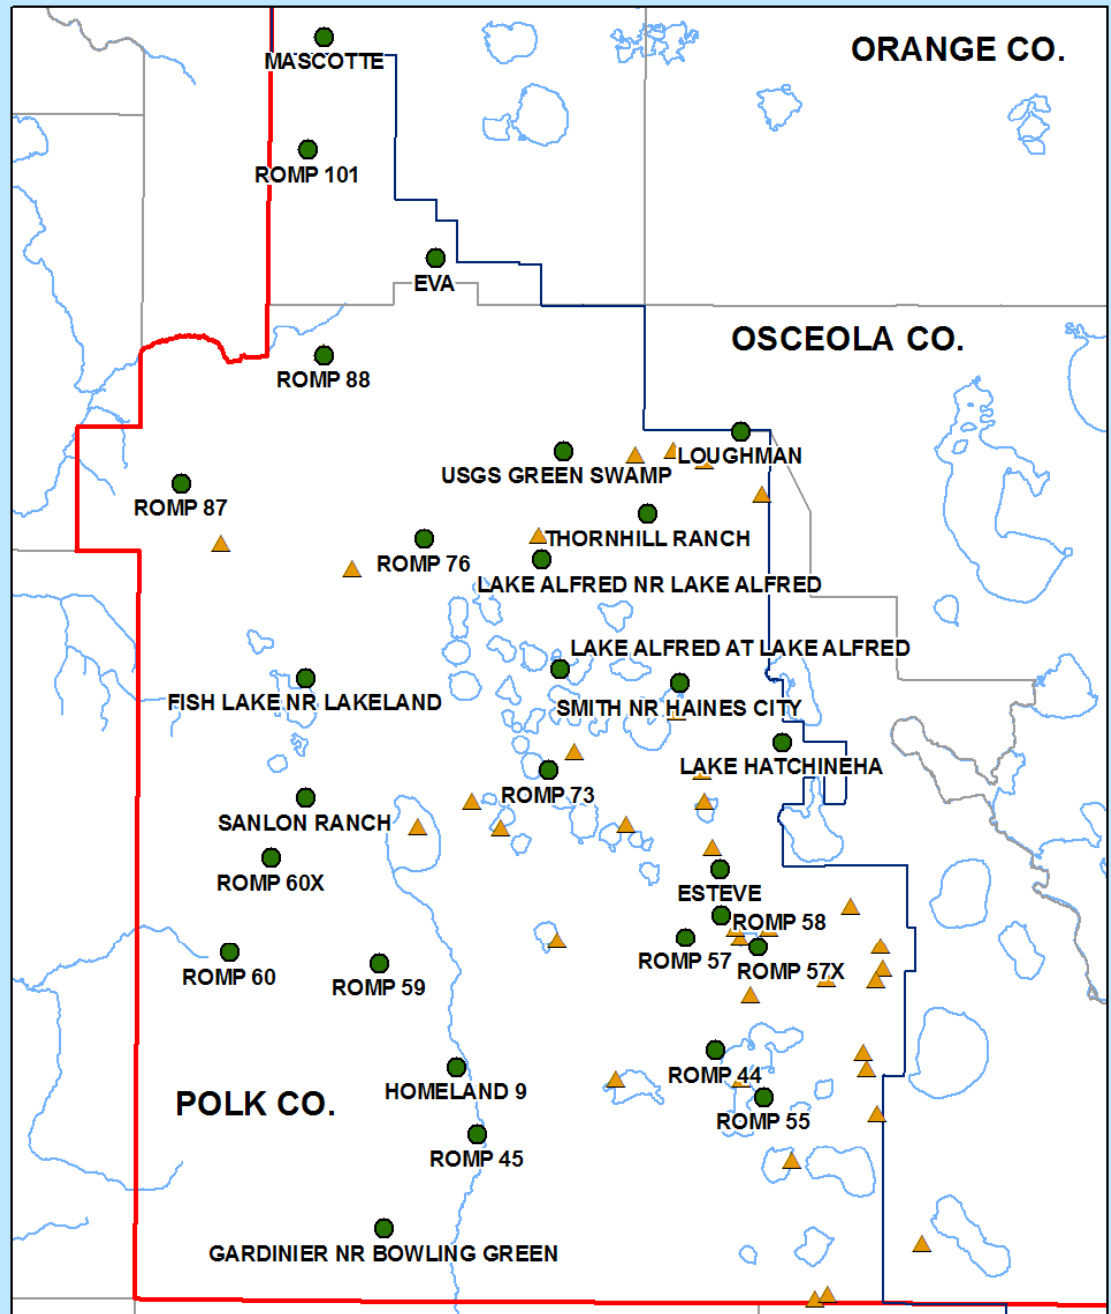 MASCOTTE
ORANGE CO.
ROMP 101
EVA
OSCEOLA CO.
ROMP 88
LOUGHMAN
USGS GREEN SWAMP
ROMP 87
THORNHILL RANCH
ROMP 76
LAKE ALFRED NR LAKE ALFRED
LAKE ALFRED AT LAKE ALFRED
FISH LAKE NR LAKELAND
SMITH NR HAINES CITY
LAKE HATCHINEHA
ROMP 73
SANLON RANCH
ROMP 60X
ESTEVE
ROMP 58
ROMP 57
ROMP 57X
ROMP 60
ROMP 59
ROMP 44
HOMELAND 9
POLK CO.
ROMP 55
ROMP 45
GARDINIER NR BOWLING GREEN